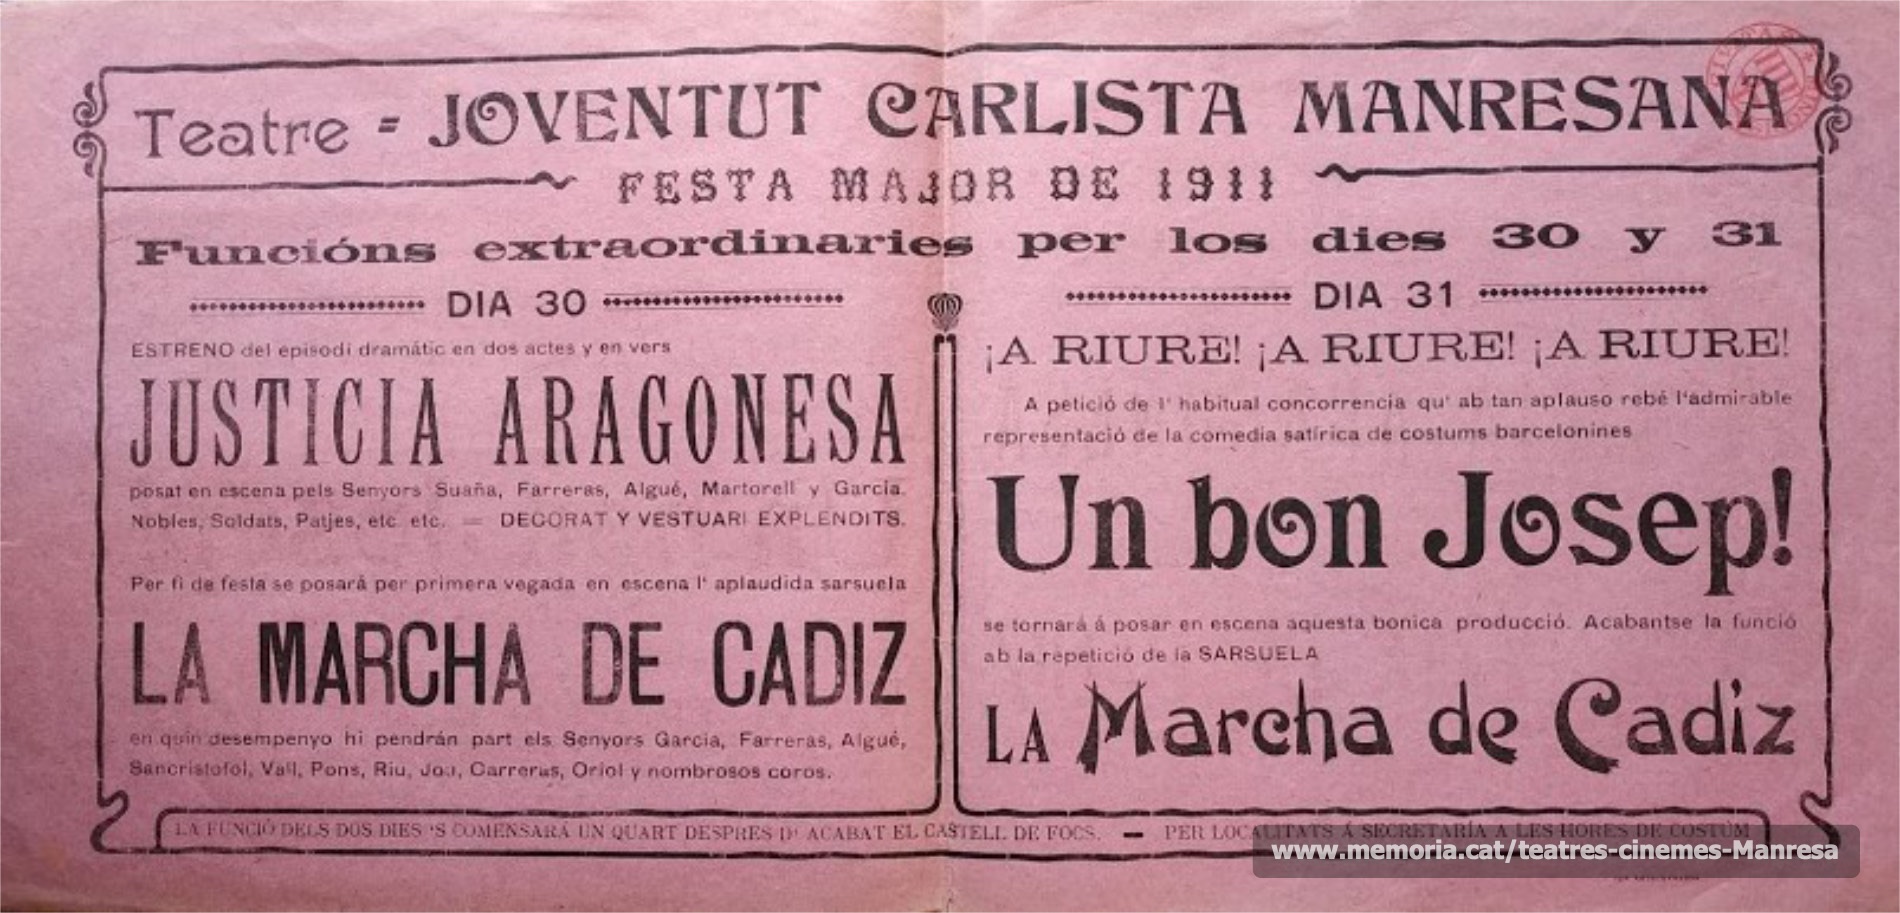 Teatre = JOVENTUT CARLISTA MANRESANA
FESTA MAJOR DE 1911
Funcións extraordinaries per los dies 30 y 31
DIA 30
ESTRENO del episodi dramátic en dos actes y en vers
JUSTICIA ARAGONESA
posat en escena pels Senyors Suaña, Farreras, Algué, Martorell y García.
Nobles, Soldats, Patjes, etc. etc. = DECORAT Y VESTUARI EXPLENDITS.
Per fi de festa se posará per primera vegada en escena l' aplaudida sarsuela
LA MARCHA DE CADIZ
en quin desempenyo hi pendrán part els Senyors Garcia, Farreras, Algué,
Sancristofol, Vall, Pons, Riu, Jou, Carreras, Oriol y nombrosos coros.
DIA 31
¡A RIURE! ¡A RIURE! ¡A RIURE!
A petició de l' habitual concorrencia qu' ab tan aplauso rebé l'admirable
representació de la comedia satírica de costums barcelonines
Un bon Josep!
se tornará á posar en escena aquesta bonica producció. Acabantse la funció
ab la repetició de la SARSUELA
LA Marcha de Cadiz
LA FUNCIÓ DELS DOS DIES 'S COMENSARÁ UN QUART DESPRES D' ACABAT EL CASTELL DE FOCS. — PER LOCALITATS Á SECRETARÍA A LES HORES DE COSTÚM
www.memoria.cat/teatres-cinemes-Manresa